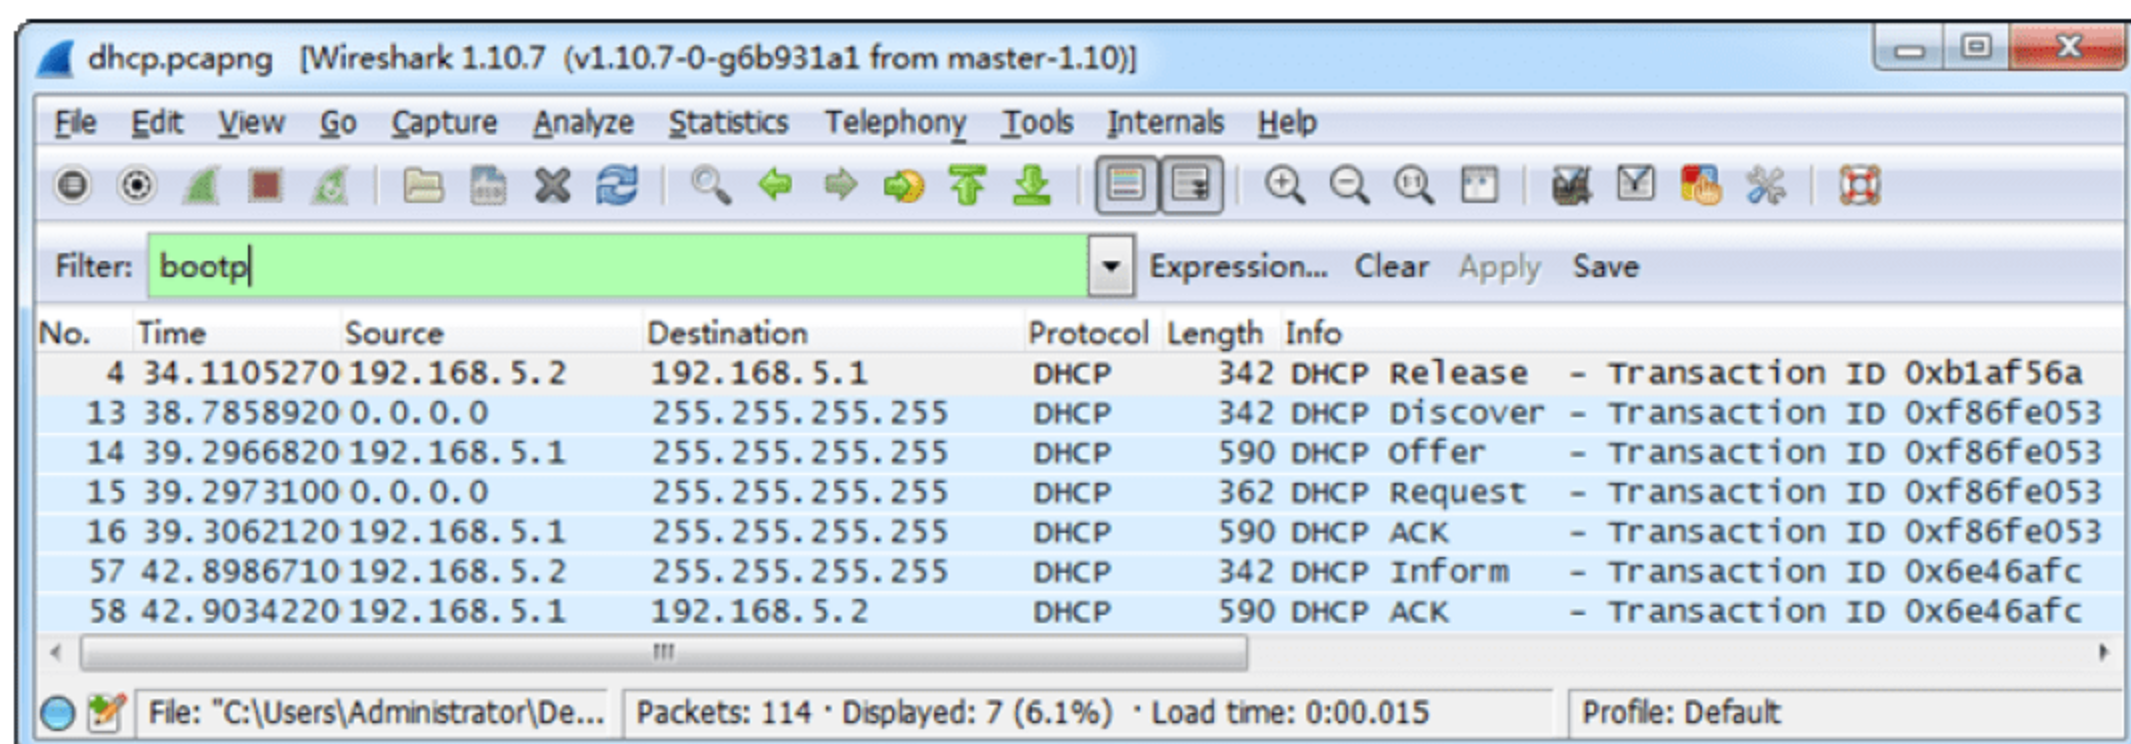 dhcp.pcapng [Wireshark 1.10.7 (v1.10.7-0-g6b931a1 from master-1.10)]
File Edit View Go Capture Analyze Statistics Telephony Tools Internals Help
Filter: bootp Expression... Clear Apply Save
No. Time Source Destination Protocol Length Info
4 34.1105270 192.168.5.2 192.168.5.1 DHCP 342 DHCP Release - Transaction ID 0xb1af56a
13 38.7858920 0.0.0.0 255.255.255.255 DHCP 342 DHCP Discover - Transaction ID 0xf86fe053
14 39.2966820 192.168.5.1 255.255.255.255 DHCP 590 DHCP Offer - Transaction ID 0xf86fe053
15 39.2973100 0.0.0.0 255.255.255.255 DHCP 362 DHCP Request - Transaction ID 0xf86fe053
16 39.3062120 192.168.5.1 255.255.255.255 DHCP 590 DHCP ACK - Transaction ID 0xf86fe053
57 42.8986710 192.168.5.2 255.255.255.255 DHCP 342 DHCP Inform - Transaction ID 0x6e46afc
58 42.9034220 192.168.5.1 192.168.5.2 DHCP 590 DHCP ACK - Transaction ID 0x6e46afc
File: "C:\Users\Administrator\De... Packets: 114 · Displayed: 7 (6.1%) · Load time: 0:00.015 Profile: Default